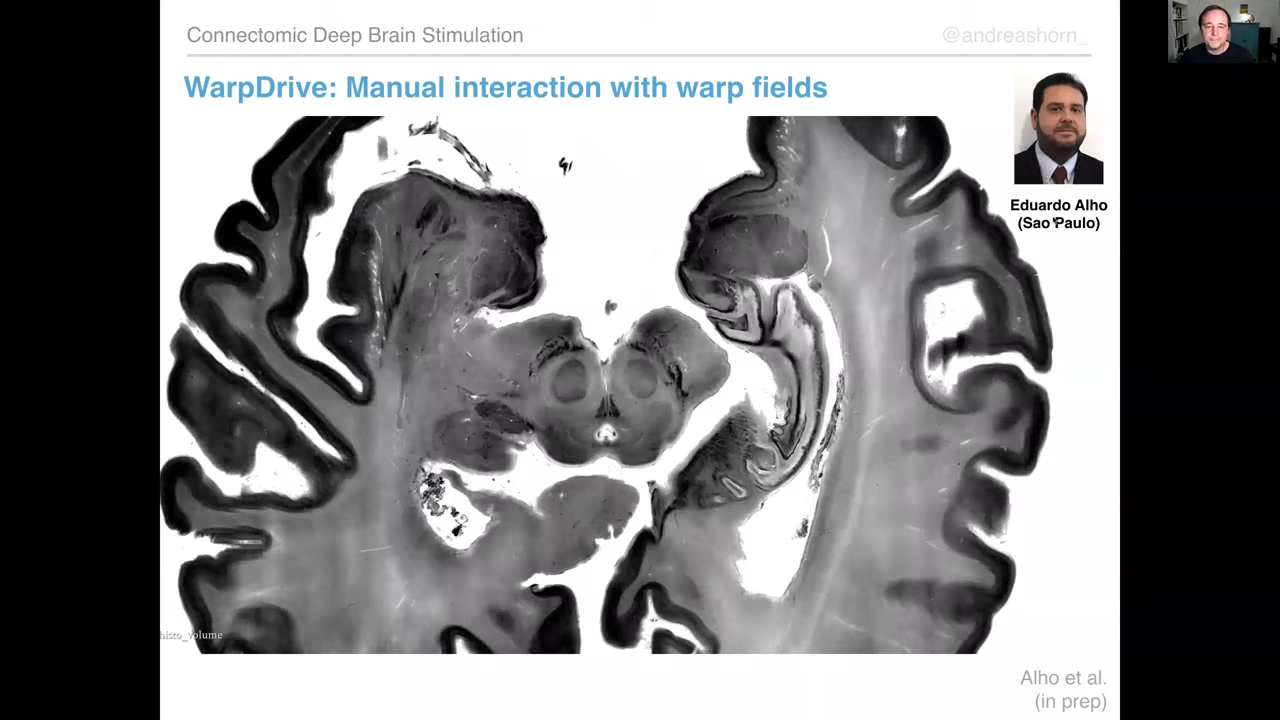 Connectomic Deep Brain Stimulation
@andreashorn_
WarpDrive: Manual interaction with warp fields
Eduardo Alho
(Sao Paulo)
histo_volume
Alho et al.
(in prep)